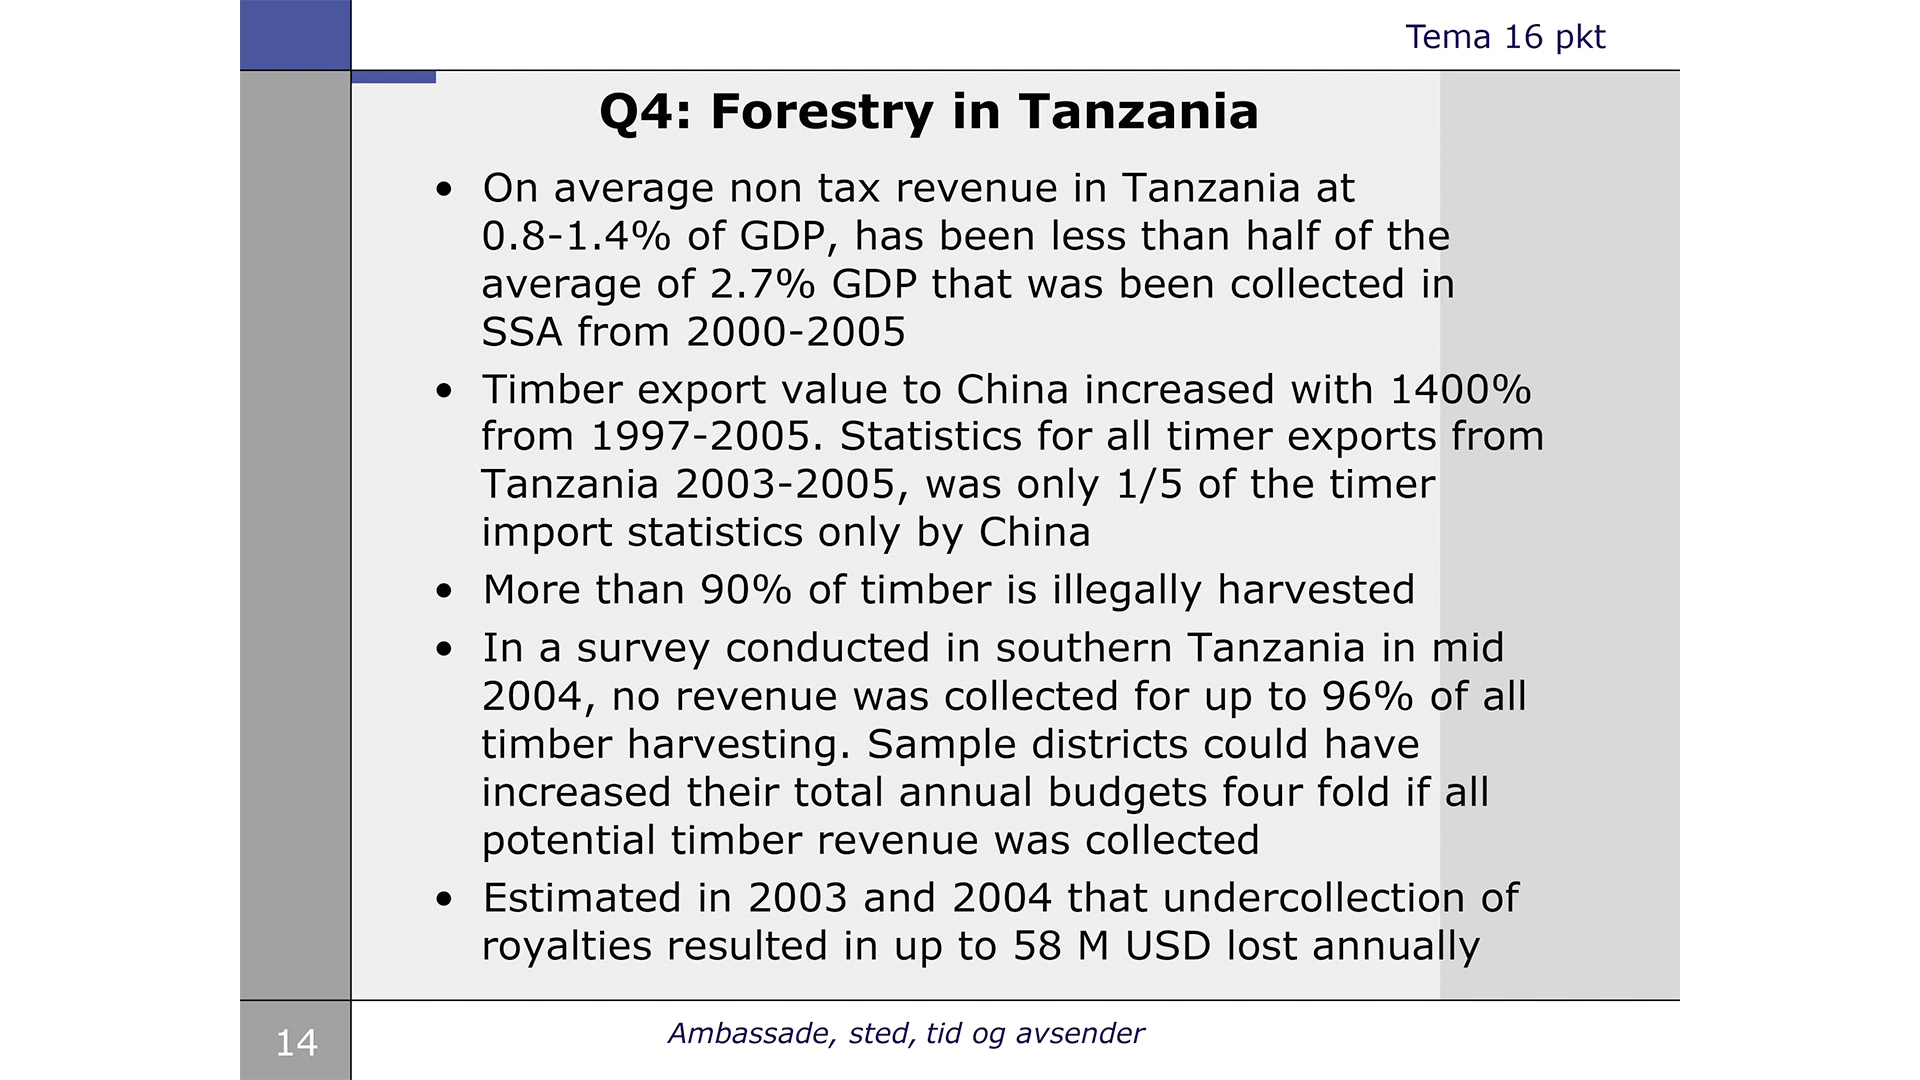 Tema 16 pkt
Q4: Forestry in Tanzania
• On average non tax revenue in Tanzania at
0.8-1.4% of GDP, has been less than half of the
average of 2.7% GDP that was been collected in
SSA from 2000-2005
• Timber export value to China increased with 1400%
from 1997-2005. Statistics for all timer exports from
Tanzania 2003-2005, was only 1/5 of the timer
import statistics only by China
• More than 90% of timber is illegally harvested
• In a survey conducted in southern Tanzania in mid
2004, no revenue was collected for up to 96% of all
timber harvesting. Sample districts could have
increased their total annual budgets four fold if all
potential timber revenue was collected
• Estimated in 2003 and 2004 that undercollection of
royalties resulted in up to 58 M USD lost annually
14
Ambassade, sted, tid og avsender